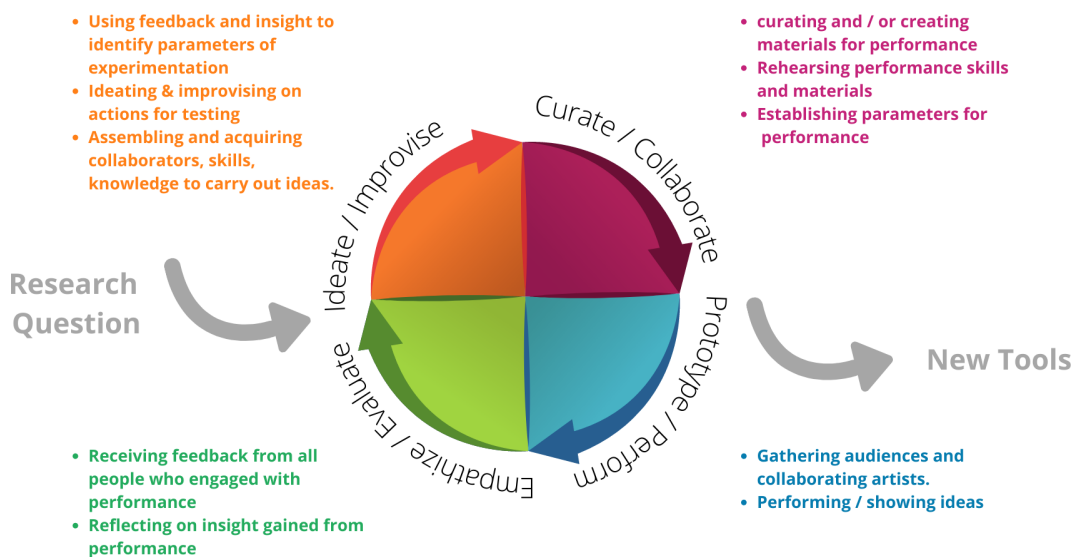 • Using feedback and insight to
identify parameters of
experimentation
• Ideating & improvising on
actions for testing
• Assembling and acquiring
collaborators, skills,
knowledge to carry out ideas.
• curating and / or creating
materials for performance
• Rehearsing performance skills
and materials
• Establishing parameters for
performance
Ideate / Improvise
Curate / Collaborate
Research
Question
Empathize / Evaluate
Prototype / Perform
New Tools
• Receiving feedback from all
people who engaged with
performance
• Reflecting on insight gained from
performance
• Gathering audiences and
collaborating artists.
• Performing / showing ideas